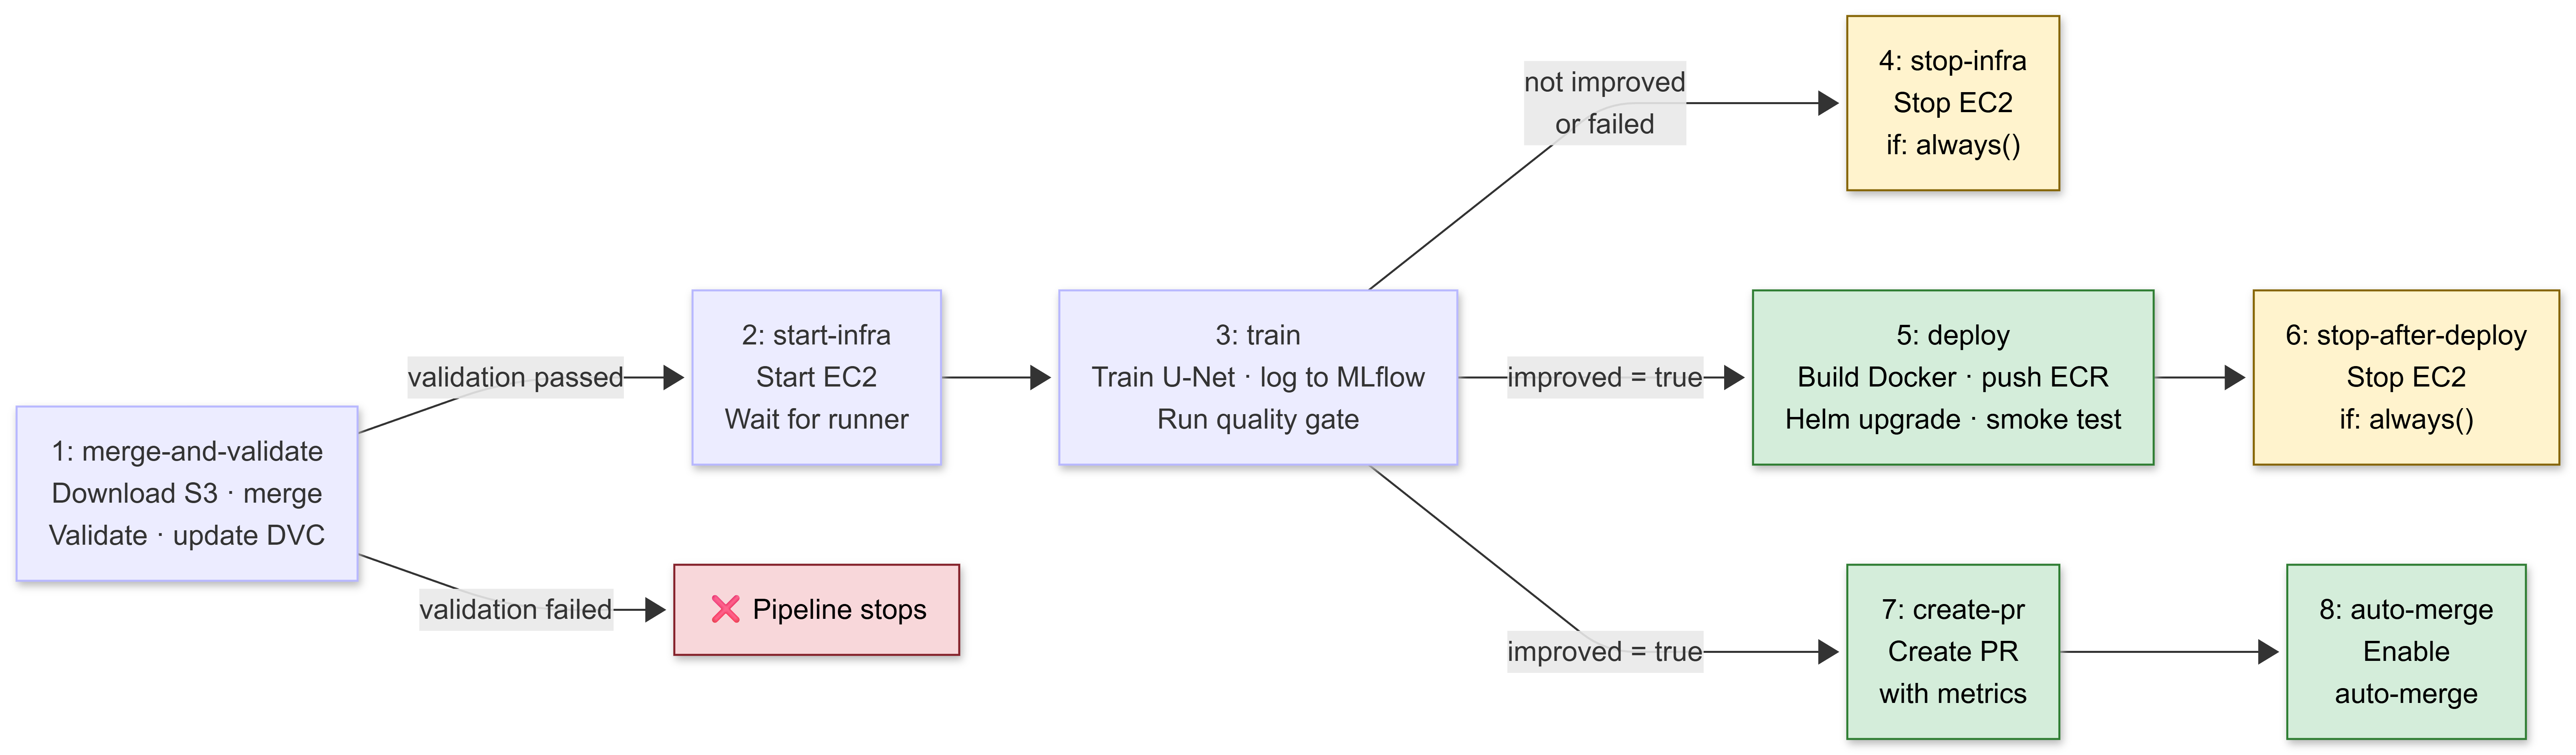 1: merge-and-validate
Download S3 · merge
Validate · update DVC
validation passed
validation failed
2: start-infra
Start EC2
Wait for runner
❌ Pipeline stops
3: train
Train U-Net · log to MLflow
Run quality gate
not improved
or failed
improved = true
improved = true
4: stop-infra
Stop EC2
if: always()
5: deploy
Build Docker · push ECR
Helm upgrade · smoke test
6: stop-after-deploy
Stop EC2
if: always()
7: create-pr
Create PR
with metrics
8: auto-merge
Enable
auto-merge